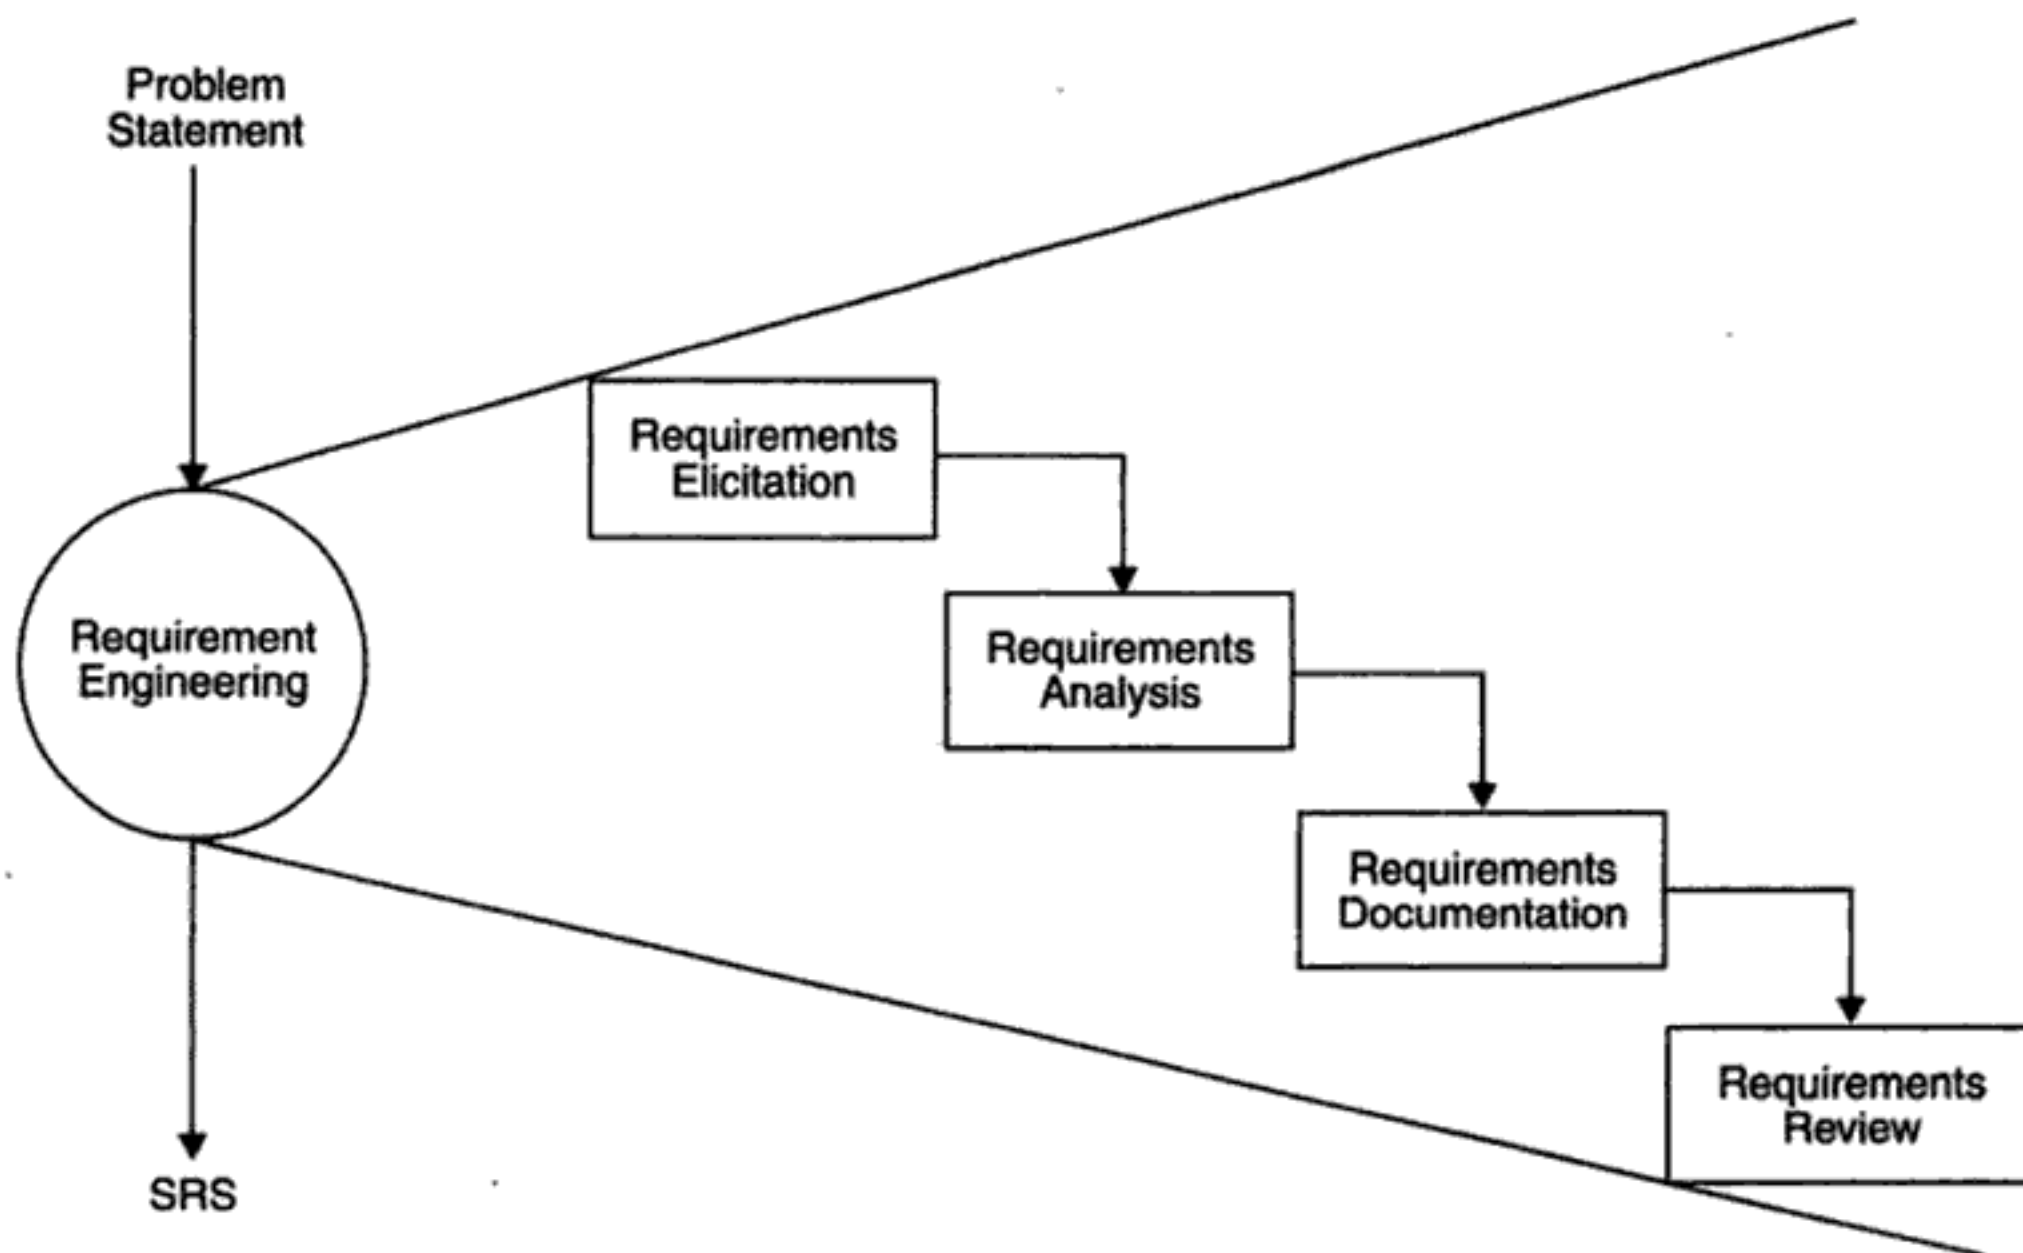 Problem
Statement
Requirements
Elicitation
Requirement
Engineering
Requirements
Analysis
Requirements
Documentation
Requirements
Review
SRS